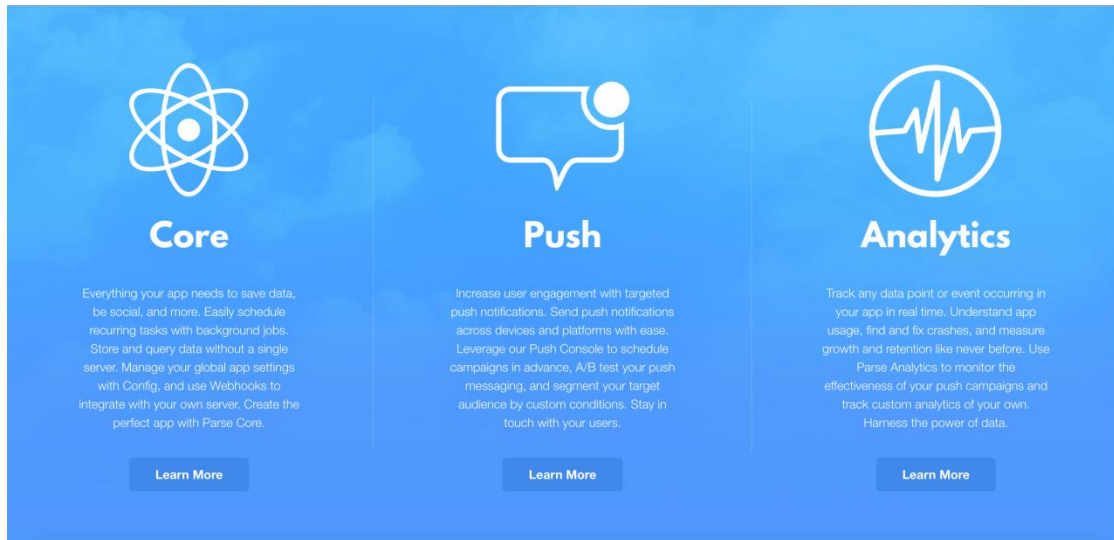 Core
Everything your app needs to save data,
be social, and more. Easily schedule
recurring tasks with background jobs.
Store and query data without a single
server. Manage your global app settings
with Config, and use Webhooks to
integrate with your own server. Create the
perfect app with Parse Core.
Learn More
Push
Increase user engagement with targeted
push notifications. Send push notifications
across devices and platforms with ease.
Leverage our Push Console to schedule
campaigns in advance, A/B test your push
messaging, and segment your target
audience by custom conditions. Stay in
touch with your users.
Learn More
Analytics
Track any data point or event occurring in
your app in real time. Understand app
usage, find and fix crashes, and measure
growth and retention like never before. Use
Parse Analytics to monitor the
effectiveness of your push campaigns and
track custom analytics of your own.
Harness the power of data.
Learn More